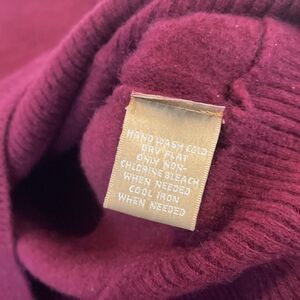 HAND WASH COLD
DRY FLAT
ONLY NON-
CHLORINE BLEACH
WHEN NEEDED
COOL IRON
WHEN NEEDED